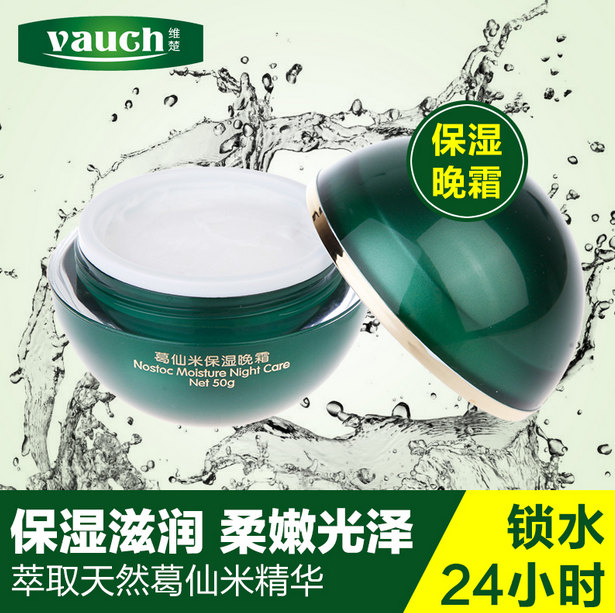 vauch 维楚
保湿
晚霜
葛仙米保湿晚霜
Nostoc Moisture Night Care
Net 50g
保湿滋润 柔嫩光泽
萃取天然葛仙米精华
锁水
24小时